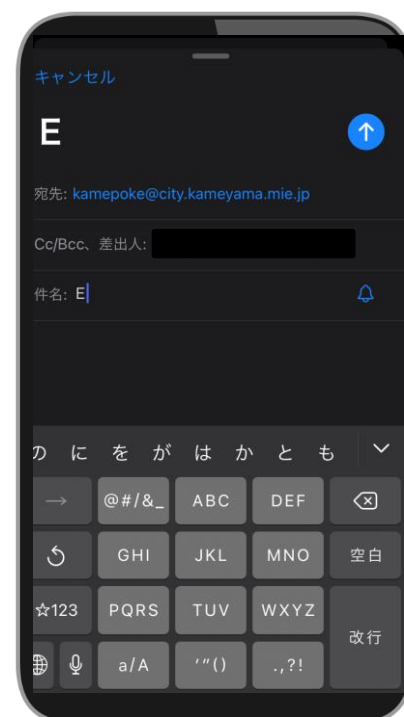 キャンセル
E
宛先: kamepoke@city.kameyama.mie.jp
Cc/Bcc、差出人:
件名: E
の に を が は か と も
→ @#/&_ ABC DEF
GHI JKL MNO 空白
☆123 PQRS TUV WXYZ
改行
a/A ' " ( ) .,?!